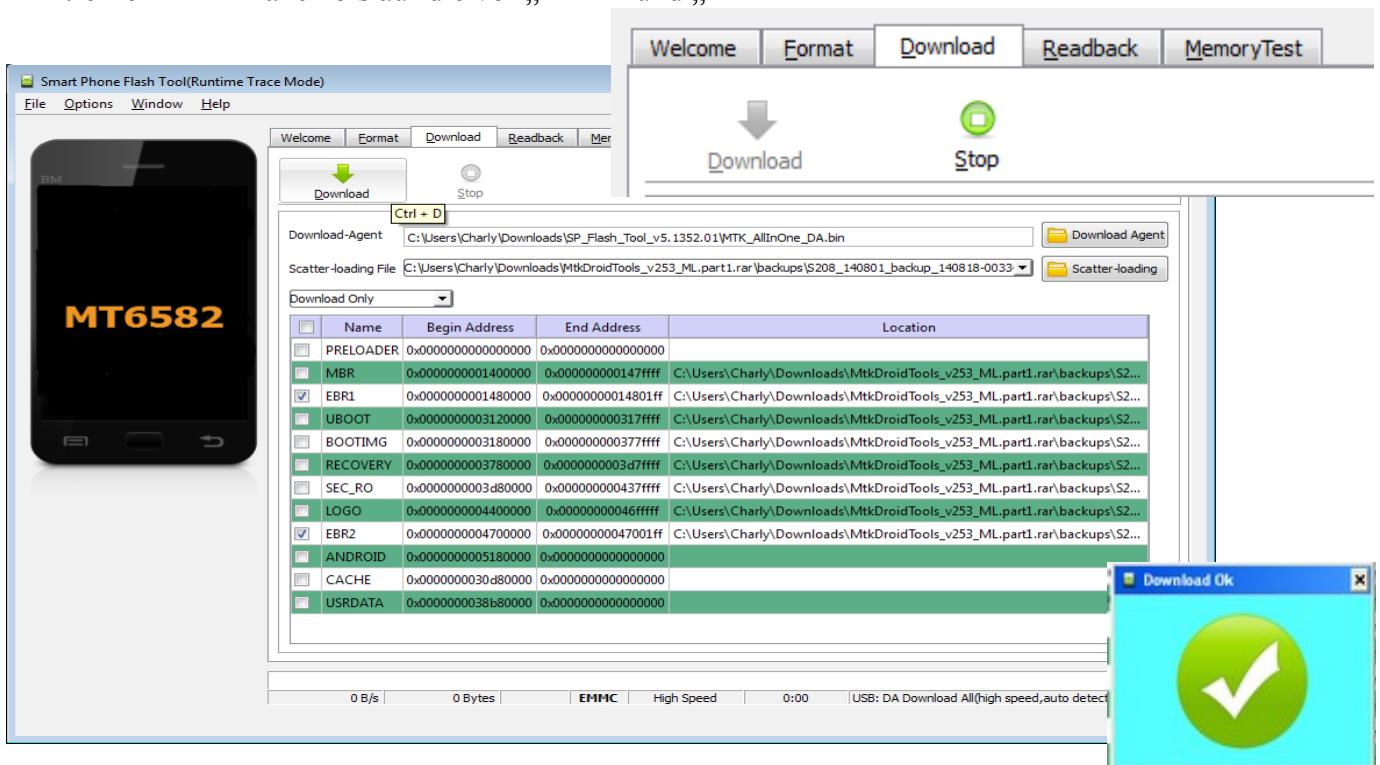 Welcome Format Download Readback MemoryTest
Download Stop
Smart Phone Flash Tool(Runtime Trace Mode)
File Options Window Help
Welcome Format Download Readback
Download Stop
Ctrl + D
BM
MT6582
Download-Agent C:\Users\Charly\Downloads\SP_Flash_Tool_v5.1352.01\MTK_AllInOne_DA.bin Download Agent
Scatter-loading File C:\Users\Charly\Downloads\MtkDroidTools_v253_ML.part1.rar\backups\S208_140801_backup_140818-0033 Scatter-loading
Download Only
Name Begin Address End Address Location
PRELOADER 0x0000000000000000 0x0000000000000000
MBR 0x0000000001400000 0x000000000147ffff C:\Users\Charly\Downloads\MtkDroidTools_v253_ML.part1.rar\backups\S2...
EBR1 0x0000000001480000 0x00000000014801ff C:\Users\Charly\Downloads\MtkDroidTools_v253_ML.part1.rar\backups\S2...
UBOOT 0x0000000003120000 0x000000000317ffff C:\Users\Charly\Downloads\MtkDroidTools_v253_ML.part1.rar\backups\S2...
BOOTIMG 0x0000000003180000 0x000000000377ffff C:\Users\Charly\Downloads\MtkDroidTools_v253_ML.part1.rar\backups\S2...
RECOVERY 0x0000000003780000 0x0000000003d7ffff C:\Users\Charly\Downloads\MtkDroidTools_v253_ML.part1.rar\backups\S2...
SEC_RO 0x0000000003d80000 0x000000000437ffff C:\Users\Charly\Downloads\MtkDroidTools_v253_ML.part1.rar\backups\S2...
LOGO 0x0000000004400000 0x00000000046fffff C:\Users\Charly\Downloads\MtkDroidTools_v253_ML.part1.rar\backups\S2...
EBR2 0x0000000004700000 0x00000000047001ff C:\Users\Charly\Downloads\MtkDroidTools_v253_ML.part1.rar\backups\S2...
ANDROID 0x0000000005180000 0x0000000000000000
CACHE 0x0000000030d80000 0x0000000000000000
USRDATA 0x0000000038b80000 0x0000000000000000
Download Ok
0 B/s 0 Bytes EMMC High Speed 0:00 USB: DA Download All(high speed,auto detect